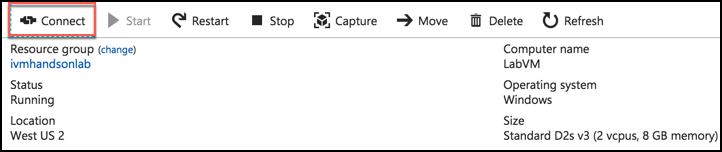 Connect Start Restart Stop Capture Move Delete Refresh
Resource group (change)
ivmhandsonlab
Status
Running
Location
West US 2
Computer name
LabVM
Operating system
Windows
Size
Standard D2s v3 (2 vcpus, 8 GB memory)